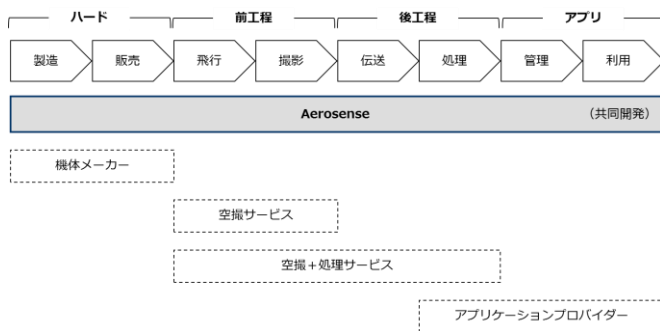 ハード
前工程
後工程
アプリ
製造
販売
飛行
撮影
伝送
処理
管理
利用
Aerosense
（共同開発）
機体メーカー
空撮サービス
空撮＋処理サービス
アプリケーションプロバイダー